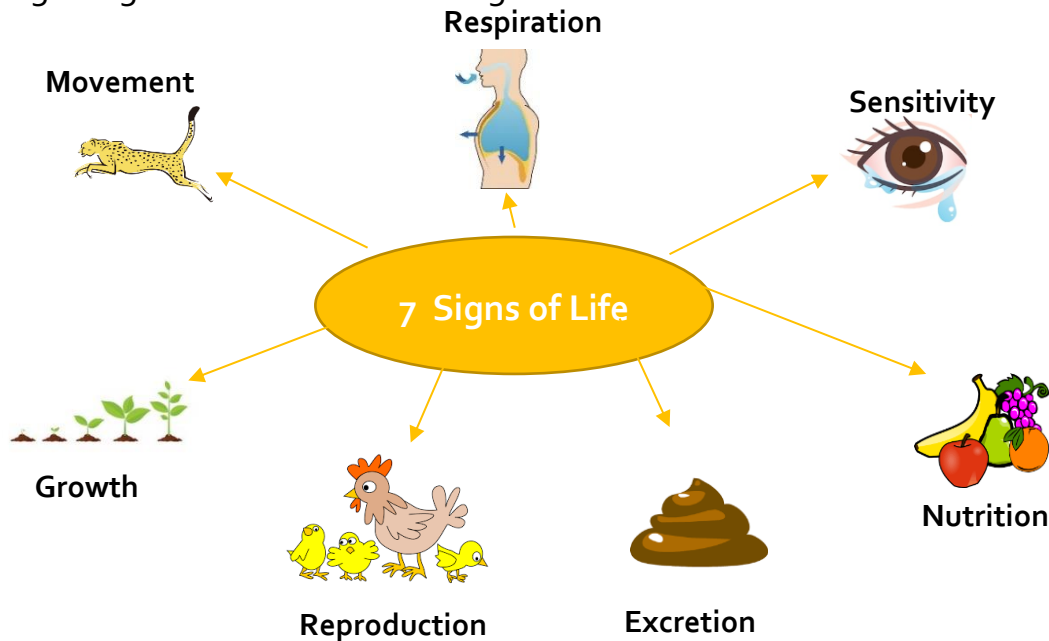 Respiration
Movement
Sensitivity
7 Signs of Life
Growth
Nutrition
Reproduction
Excretion